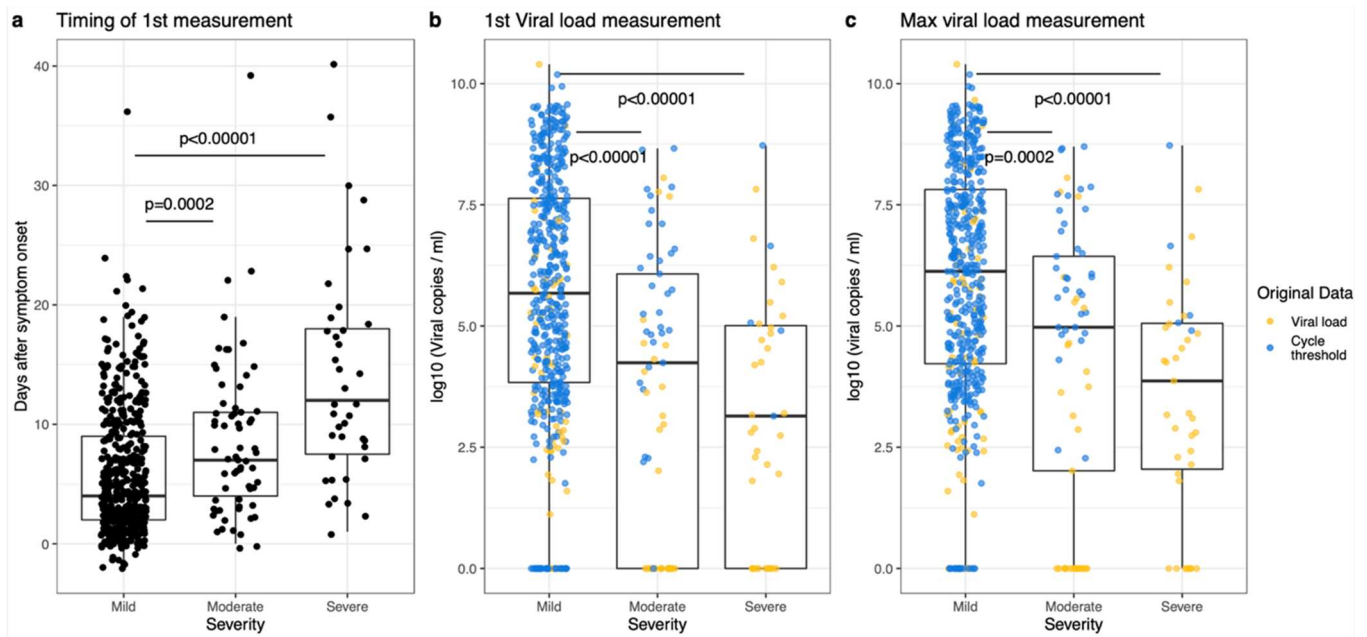 a Timing of 1st measurement
Days after symptom onset
40
30
20
10
0
p<0.00001
p=0.0002
Mild Moderate Severe
Severity
b 1st Viral load measurement
log10 (Viral copies / ml)
10.0
7.5
5.0
2.5
0.0
p<0.00001
p<0.00001
Mild Moderate Severe
Severity
c Max viral load measurement
log10 (viral copies / ml)
10.0
7.5
5.0
2.5
0.0
p<0.00001
p=0.0002
Mild Moderate Severe
Severity
Original Data
Viral load
Cycle
threshold